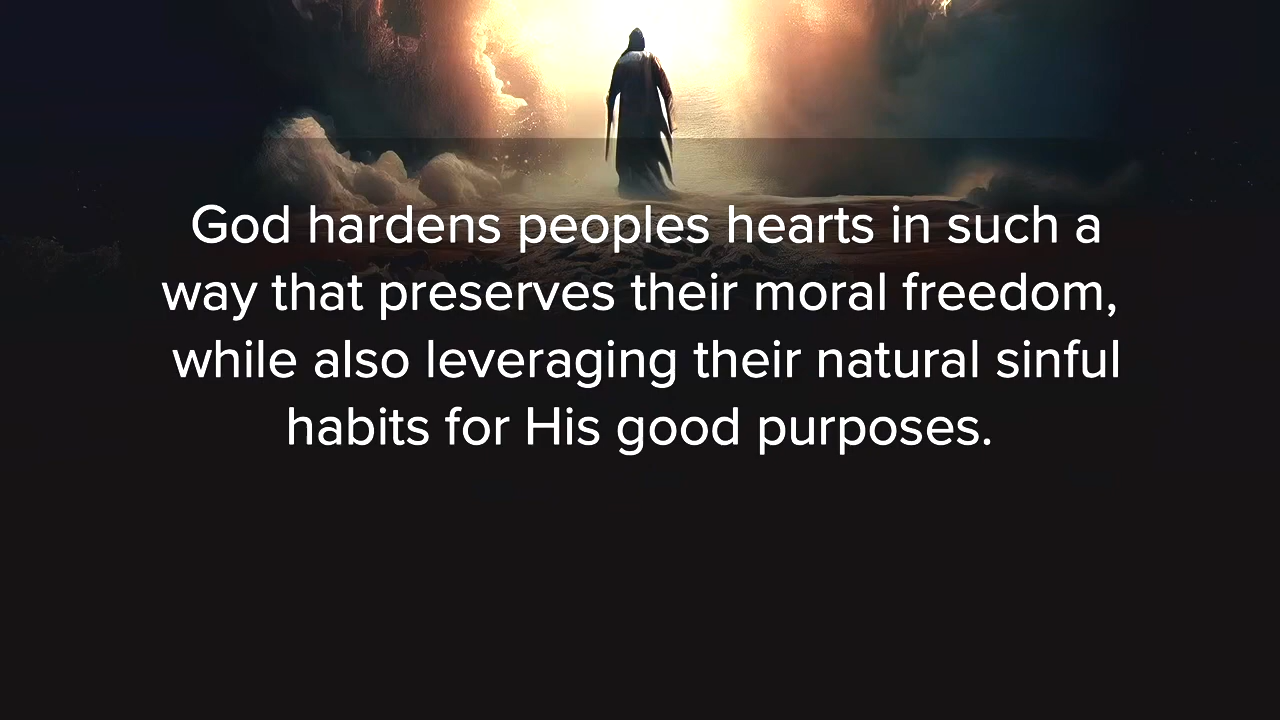 God hardens peoples hearts in such a
way that preserves their moral freedom,
while also leveraging their natural sinful
habits for His good purposes.